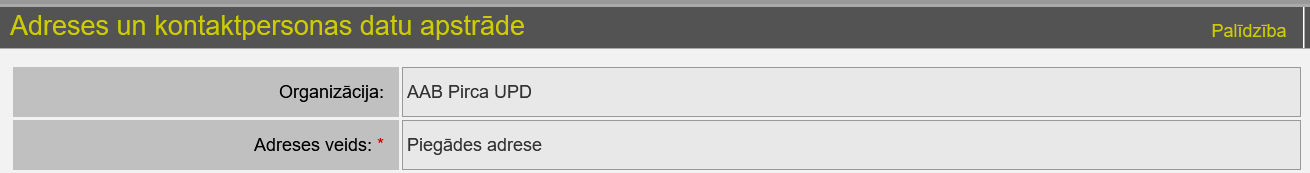 Adreses un kontaktpersonas datu apstrāde
Palīdzība
Organizācija: AAB Pirca UPD
Adreses veids: * Piegādes adrese